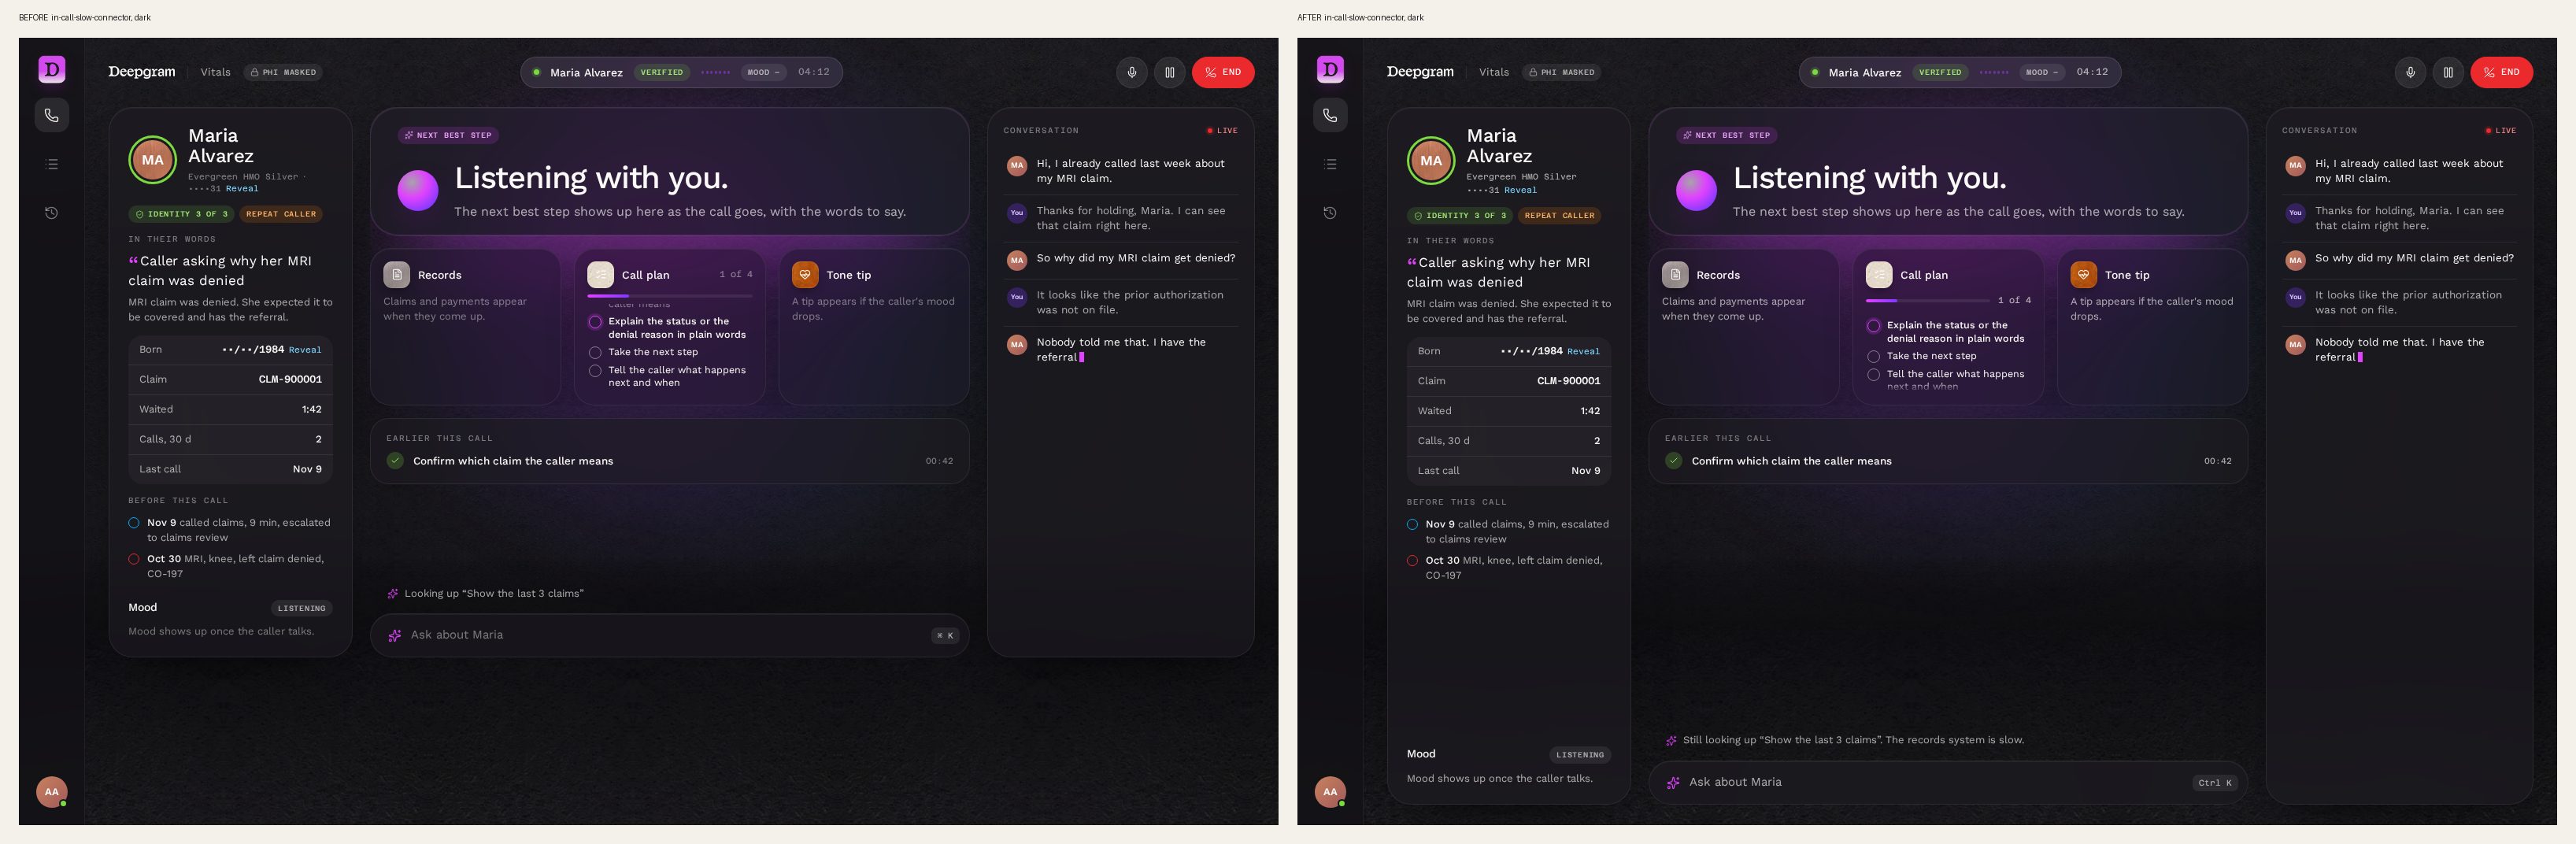 BEFORE in-call-slow-connector, dark
D
Deepgram
Vitals
PHI MASKED
Maria Alvarez
VERIFIED
MOOD –
04:12
END
MA
Maria
Alvarez
Evergreen HMO Silver ·
••••31 Reveal
IDENTITY 3 OF 3
REPEAT CALLER
IN THEIR WORDS
“Caller asking why her MRI
claim was denied
MRI claim was denied. She expected it to
be covered and has the referral.
Born ••/••/1984 Reveal
Claim CLM-900001
Waited 1:42
Calls, 30 d 2
Last call Nov 9
BEFORE THIS CALL
Nov 9 called claims, 9 min, escalated
to claims review
Oct 30 MRI, knee, left claim denied,
CO-197
Mood LISTENING
Mood shows up once the caller talks.
AA
NEXT BEST STEP
Listening with you.
The next best step shows up here as the call goes, with the words to say.
Records
Claims and payments appear
when they come up.
Call plan 1 of 4
caller means
Explain the status or the
denial reason in plain words
Take the next step
Tell the caller what happens
next and when
Tone tip
A tip appears if the caller's mood
drops.
EARLIER THIS CALL
Confirm which claim the caller means 00:42
Looking up “Show the last 3 claims”
Ask about Maria ⌘ K
CONVERSATION LIVE
MA Hi, I already called last week about
my MRI claim.
You Thanks for holding, Maria. I can see
that claim right here.
MA So why did my MRI claim get denied?
You It looks like the prior authorization
was not on file.
MA Nobody told me that. I have the
referral
AFTER in-call-slow-connector, dark
D
Deepgram
Vitals
PHI MASKED
Maria Alvarez
VERIFIED
MOOD –
04:12
END
MA
Maria
Alvarez
Evergreen HMO Silver
••••31 Reveal
IDENTITY 3 OF 3
REPEAT CALLER
IN THEIR WORDS
“Caller asking why her MRI
claim was denied
MRI claim was denied. She expected it to
be covered and has the referral.
Born ••/••/1984 Reveal
Claim CLM-900001
Waited 1:42
Calls, 30 d 2
Last call Nov 9
BEFORE THIS CALL
Nov 9 called claims, 9 min, escalated
to claims review
Oct 30 MRI, knee, left claim denied,
CO-197
Mood LISTENING
Mood shows up once the caller talks.
AA
NEXT BEST STEP
Listening with you.
The next best step shows up here as the call goes, with the words to say.
Records
Claims and payments appear
when they come up.
Call plan
1 of 4
Explain the status or the
denial reason in plain words
Take the next step
Tell the caller what happens
next and when
Tone tip
A tip appears if the caller's mood
drops.
EARLIER THIS CALL
Confirm which claim the caller means 00:42
Still looking up “Show the last 3 claims”. The records system is slow.
Ask about Maria Ctrl K
CONVERSATION LIVE
MA Hi, I already called last week about
my MRI claim.
You Thanks for holding, Maria. I can see
that claim right here.
MA So why did my MRI claim get denied?
You It looks like the prior authorization
was not on file.
MA Nobody told me that. I have the
referral